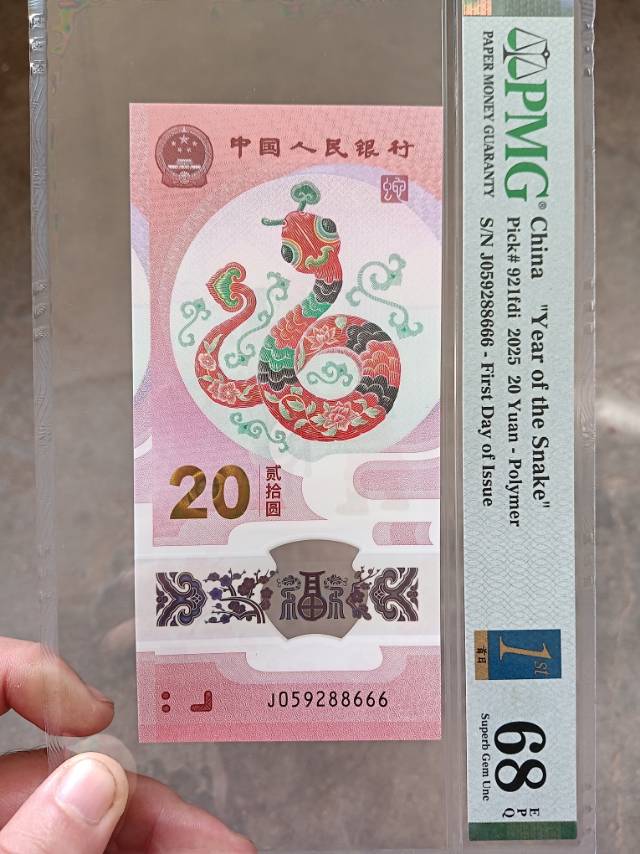 中国人民银行
蛇
20
贰拾圆
福
J059288666
PMG®
PAPER MONEY GUARANTY
China "Year of the Snake"
Pick# 921fdi 2025 20 Yuan - Polymer
S/N J059288666 - First Day of Issue
1st
首日
68
EPQ
Superb Gem Unc